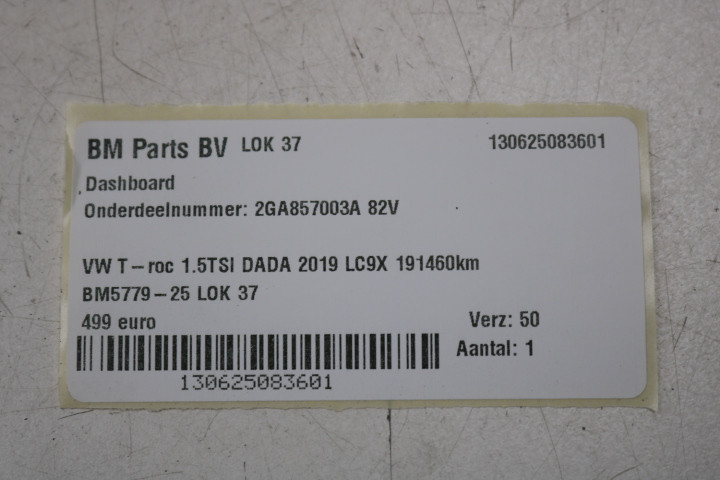 BM Parts BV LOK 37 130625083601
Dashboard
Onderdeelnummer: 2GA857003A 82V
VW T-roc 1.5TSI DADA 2019 LC9X 191460km
BM5779-25 LOK 37
499 euro Verz: 50
Aantal: 1
130625083601